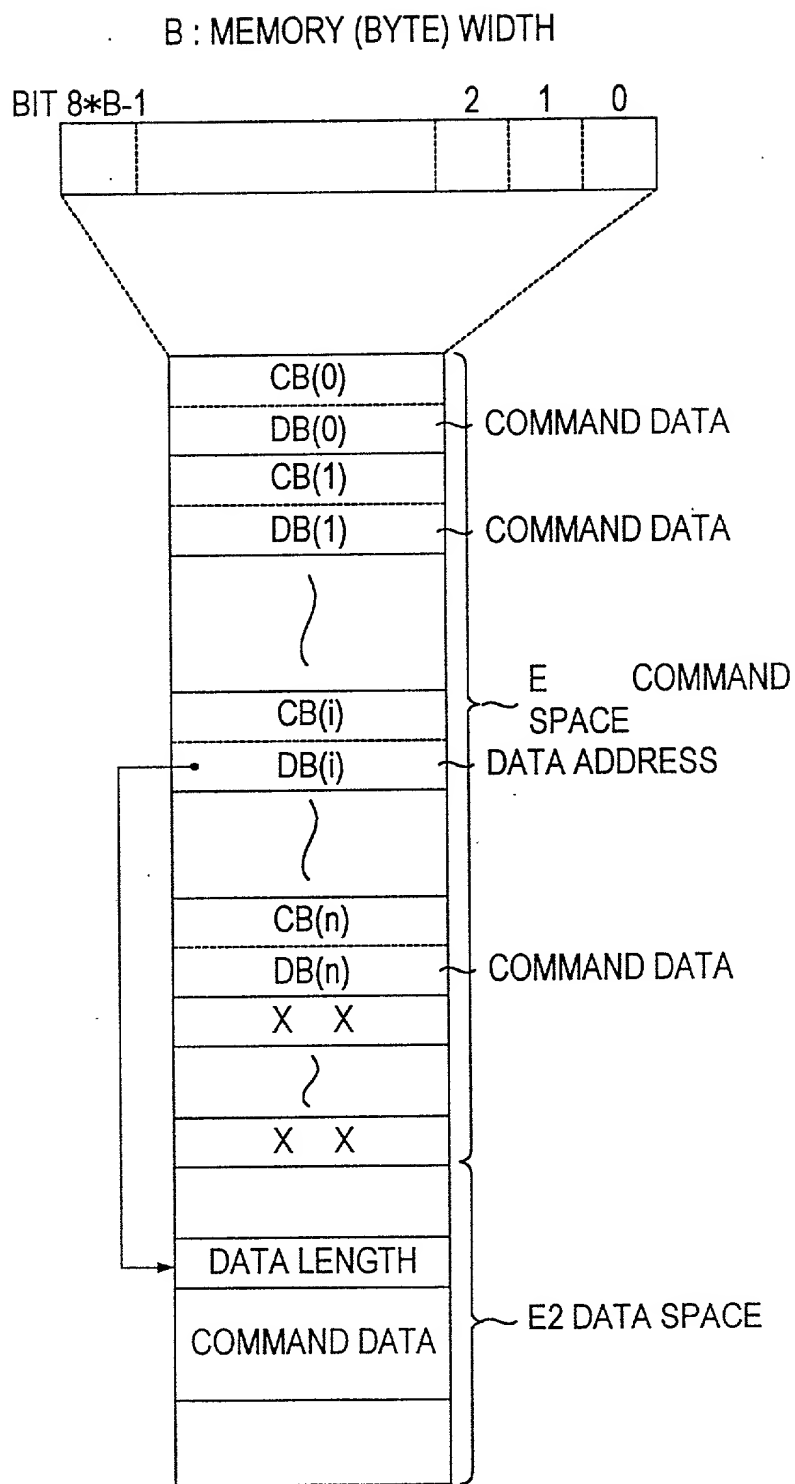 B : MEMORY (BYTE) WIDTH
BIT 8*B-1 2 1 0
CB(0)
DB(0) COMMAND DATA
CB(1)
DB(1) COMMAND DATA
E COMMAND
SPACE
CB(i)
DB(i) DATA ADDRESS
CB(n)
DB(n) COMMAND DATA
X X
X X
DATA LENGTH
COMMAND DATA
E2 DATA SPACE